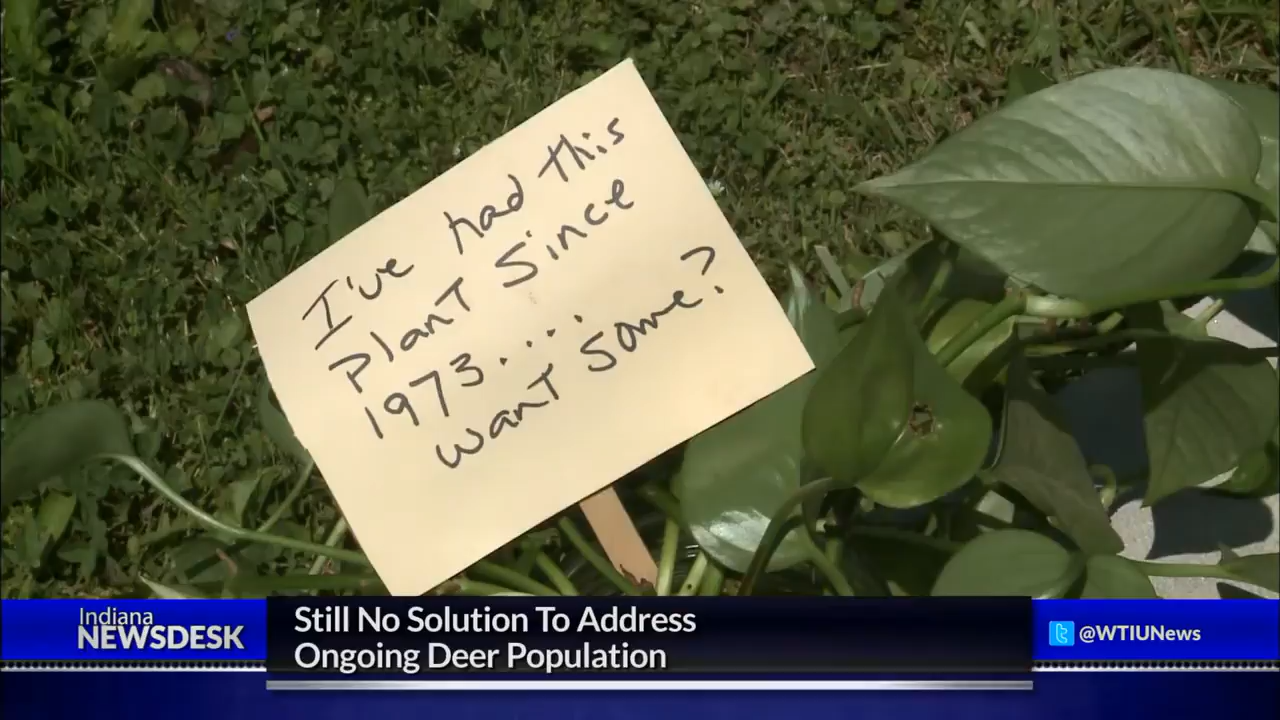 I've had this
plant since
1973...
want some?
Indiana
NEWSDESK
Still No Solution To Address
Ongoing Deer Population
@WTIUNews